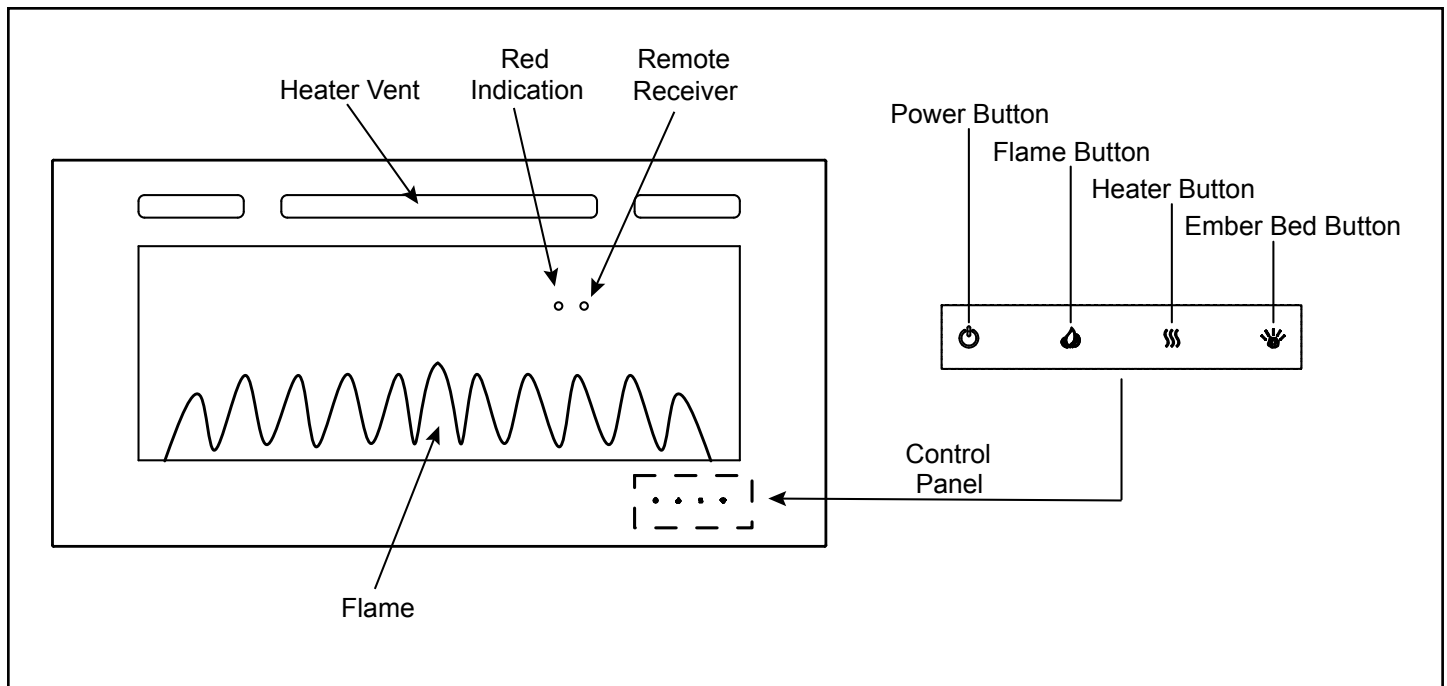 Red
Indication
Remote
Receiver
Heater Vent
Power Button
Flame Button
Heater Button
Ember Bed Button
Control
Panel
Flame